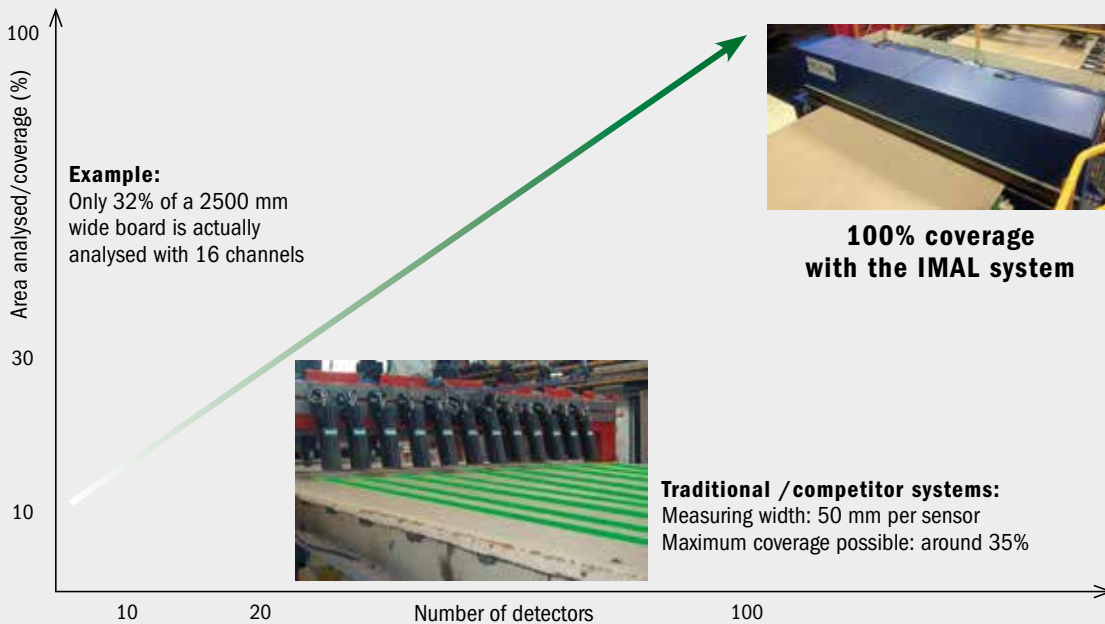 100
Area analysed/coverage (%)
Example:
Only 32% of a 2500 mm
wide board is actually
analysed with 16 channels
100% coverage
with the IMAL system
30
10
Traditional /competitor systems:
Measuring width: 50 mm per sensor
Maximum coverage possible: around 35%
10
20
Number of detectors
100